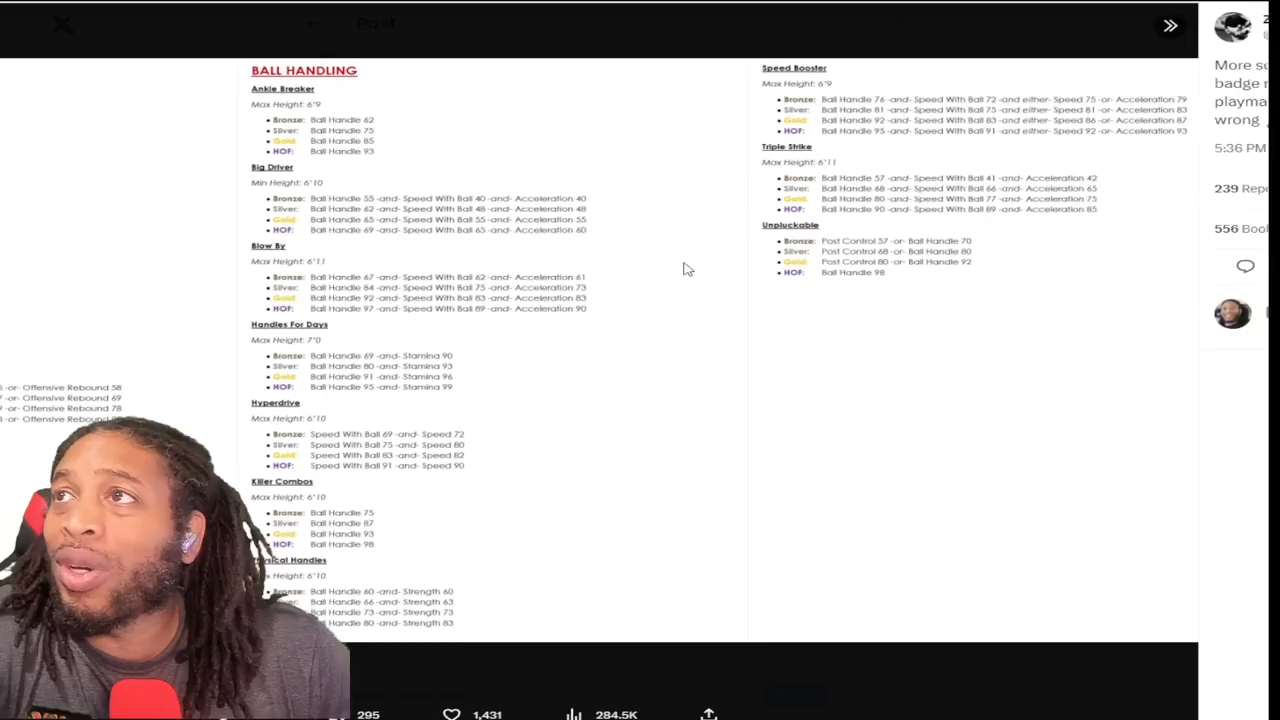 Post
BALL HANDLING
Ankle Breaker
Max Height: 6'9
• Bronze: Ball Handle 62
• Silver: Ball Handle 75
• Gold: Ball Handle 85
• HOF: Ball Handle 93
Big Driver
Min Height: 6'10
• Bronze: Ball Handle 55 -and- Speed With Ball 40 -and- Acceleration 40
• Silver: Ball Handle 62 -and- Speed With Ball 48 -and- Acceleration 48
• Gold: Ball Handle 65 -and- Speed With Ball 55 -and- Acceleration 55
• HOF: Ball Handle 69 -and- Speed With Ball 65 -and- Acceleration 60
Blow By
Max Height: 6'11
• Bronze: Ball Handle 67 -and- Speed With Ball 62 -and- Acceleration 61
• Silver: Ball Handle 84 -and- Speed With Ball 75 -and- Acceleration 73
• Gold: Ball Handle 92 -and- Speed With Ball 83 -and- Acceleration 83
• HOF: Ball Handle 97 -and- Speed With Ball 89 -and- Acceleration 90
Handles For Days
Max Height: 7'0
• Bronze: Ball Handle 69 -and- Stamina 90
• Silver: Ball Handle 80 -and- Stamina 93
• Gold: Ball Handle 91 -and- Stamina 96
• HOF: Ball Handle 95 -and- Stamina 99
Hyperdrive
Max Height: 6'10
• Bronze: Speed With Ball 69 -and- Speed 72
• Silver: Speed With Ball 75 -and- Speed 80
• Gold: Speed With Ball 83 -and- Speed 82
• HOF: Speed With Ball 91 -and- Speed 90
Killer Combos
Max Height: 6'10
• Bronze: Ball Handle 75
• Silver: Ball Handle 87
• Gold: Ball Handle 93
• HOF: Ball Handle 98
ysical Handles
Height: 6'10
Bronze: Ball Handle 60 -and- Strength 60
Ball Handle 66 -and- Strength 63
Ball Handle 73 -and- Strength 73
Ball Handle 80 -and- Strength 83
-or- Offensive Rebound 58
-or- Offensive Rebound 69
-or- Offensive Rebound 78
-or- Offensive Rebound
Speed Booster
Max Height: 6'9
• Bronze: Ball Handle 76 -and- Speed With Ball 72 -and either- Speed 75 -or- Acceleration 79
• Silver: Ball Handle 81 -and- Speed With Ball 75 -and either- Speed 81 -or- Acceleration 83
• Gold: Ball Handle 92 -and- Speed With Ball 83 -and either- Speed 86 -or- Acceleration 87
• HOF: Ball Handle 95 -and- Speed With Ball 91 -and either- Speed 92 -or- Acceleration 93
Triple Strike
Max Height: 6'11
• Bronze: Ball Handle 57 -and- Speed With Ball 41 -and- Acceleration 42
• Silver: Ball Handle 68 -and- Speed With Ball 66 -and- Acceleration 65
• Gold: Ball Handle 80 -and- Speed With Ball 77 -and- Acceleration 75
• HOF: Ball Handle 90 -and- Speed With Ball 89 -and- Acceleration 85
Unpluckable
• Bronze: Post Control 57 -or- Ball Handle 70
• Silver: Post Control 68 -or- Ball Handle 80
• Gold: Post Control 80 -or- Ball Handle 92
• HOF: Ball Handle 98
More
badge
playma
wrong
5:36 PM
239 Repo
556 Book
295 1,431 284.5K